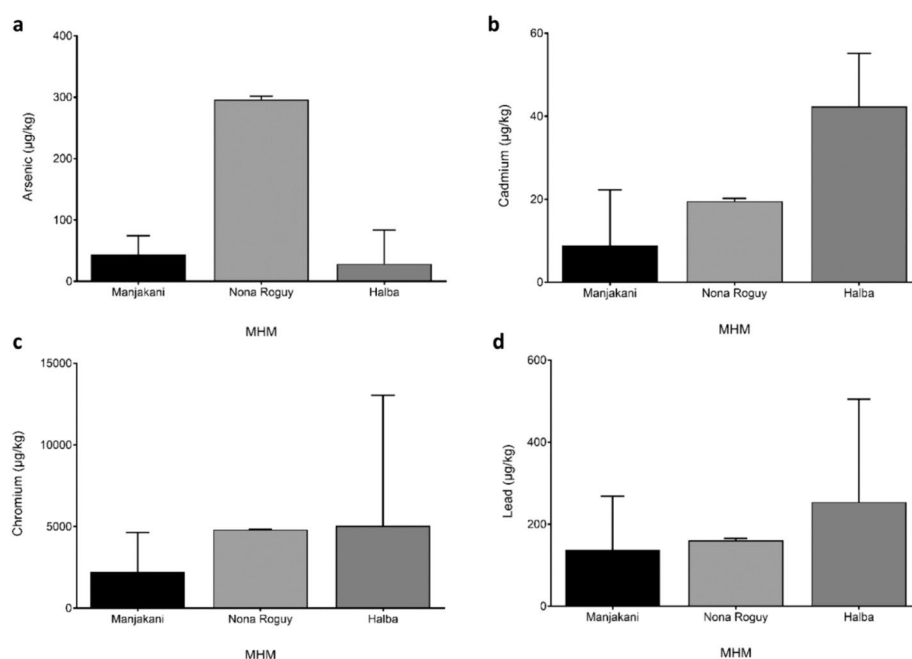 a
Arsenic (µg/kg)
400
300
200
100
0
Manjakani Nona Roguy Halba
MHM
b
Cadmium (µg/kg)
60
40
20
0
Manjakani Nona Roguy Halba
MHM
c
Chromium (µg/kg)
15000
10000
5000
0
Manjakani Nona Roguy Halba
MHM
d
Lead (µg/kg)
600
400
200
0
Manjakani Nona Roguy Halba
MHM